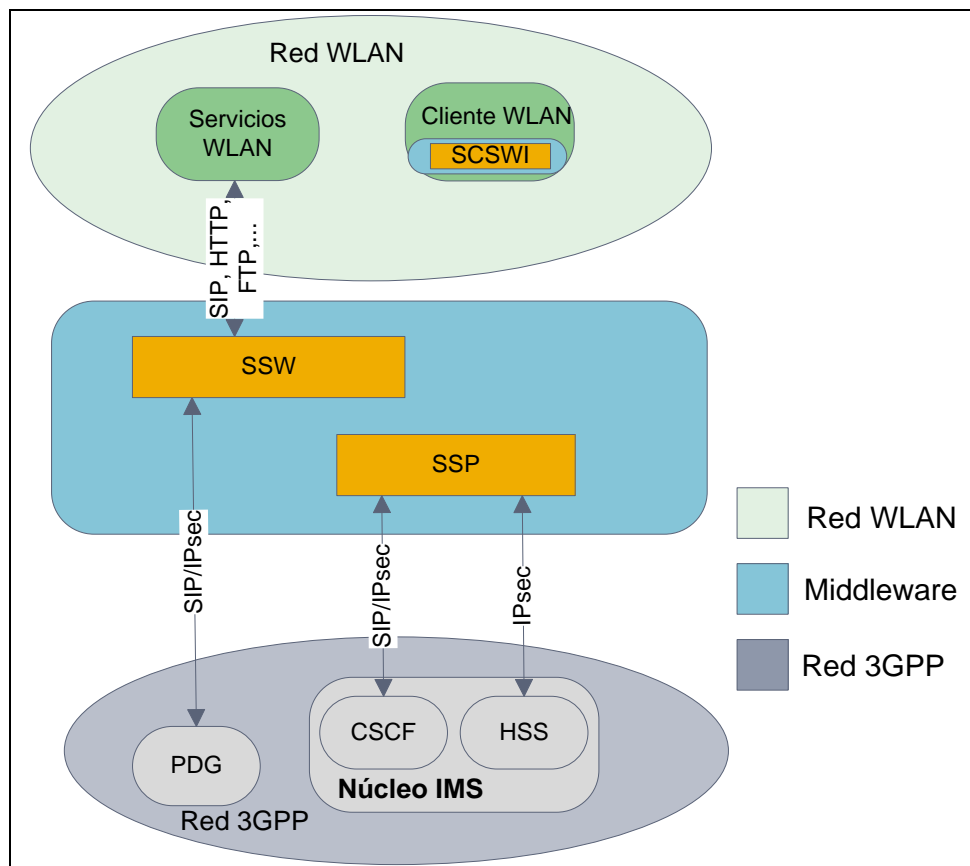 Red WLAN
Servicios
WLAN
Cliente WLAN
SCSWI
SIP, HTTP,
FTP,...
SSW
SSP
SIP/IPsec
SIP/IPsec
IPsec
Red WLAN
Middleware
Red 3GPP
CSCF
HSS
PDG
Núcleo IMS
Red 3GPP